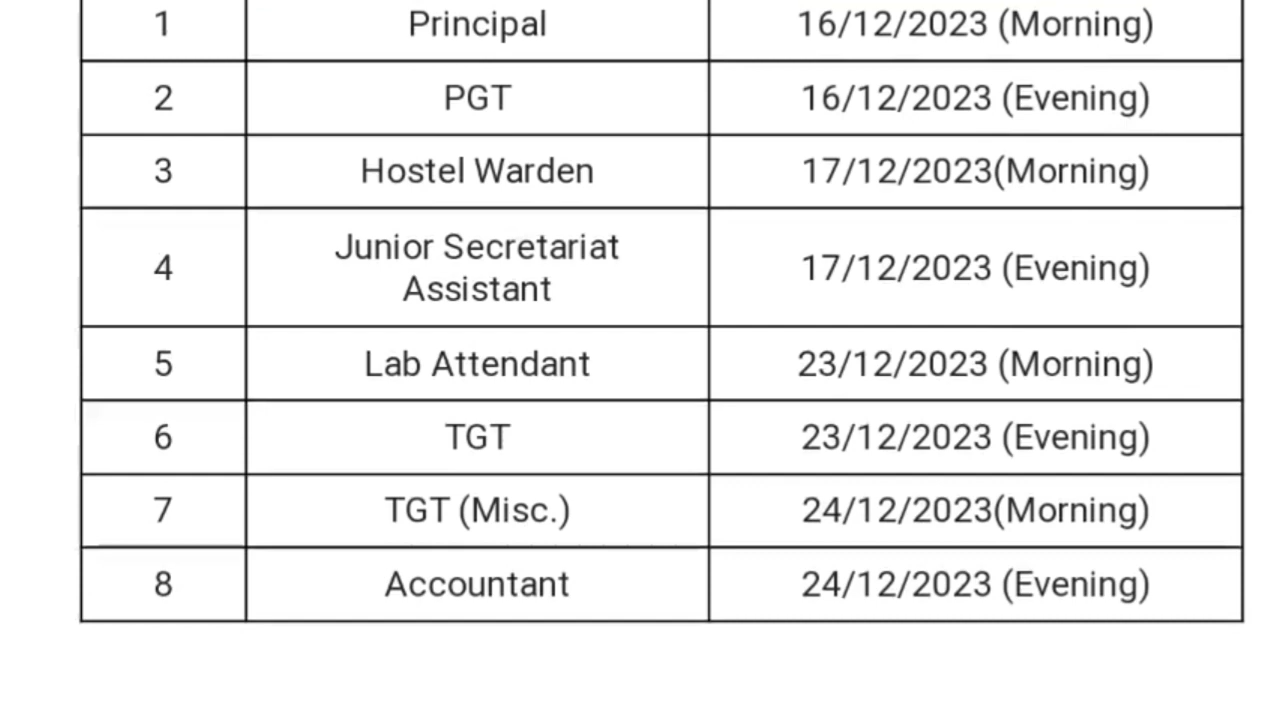 1 Principal 16/12/2023 (Morning)
2 PGT 16/12/2023 (Evening)
3 Hostel Warden 17/12/2023(Morning)
Junior Secretariat
4 17/12/2023 (Evening)
Assistant
5 Lab Attendant 23/12/2023 (Morning)
6 TGT 23/12/2023 (Evening)
7 TGT (Misc.) 24/12/2023(Morning)
8 Accountant 24/12/2023 (Evening)